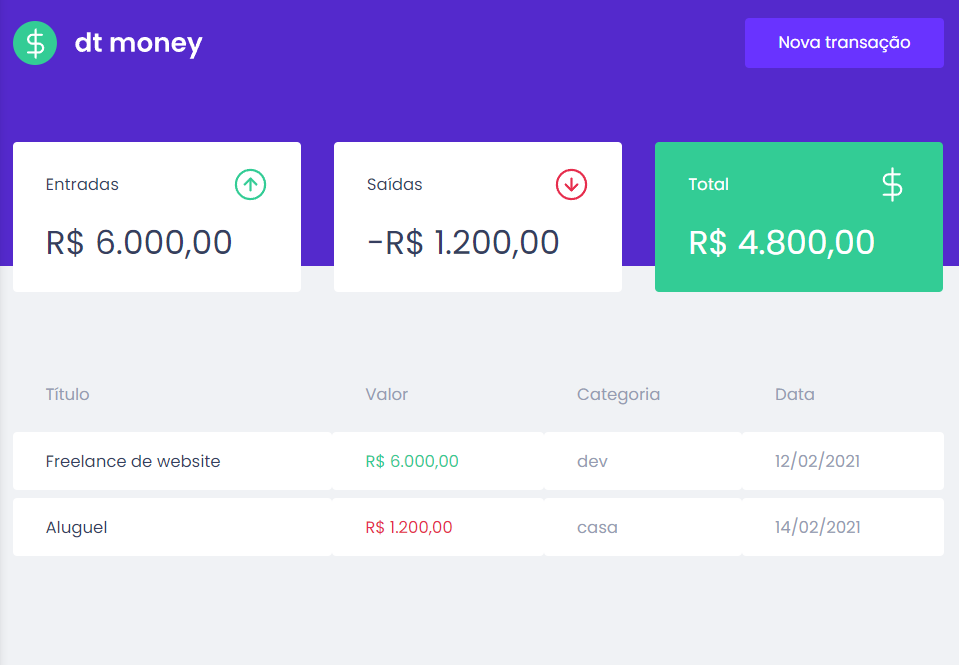 dt money
Nova transação
Entradas
R$ 6.000,00
Saídas
-R$ 1.200,00
Total
$
R$ 4.800,00
Título Valor Categoria Data
Freelance de website R$ 6.000,00 dev 12/02/2021
Aluguel R$ 1.200,00 casa 14/02/2021